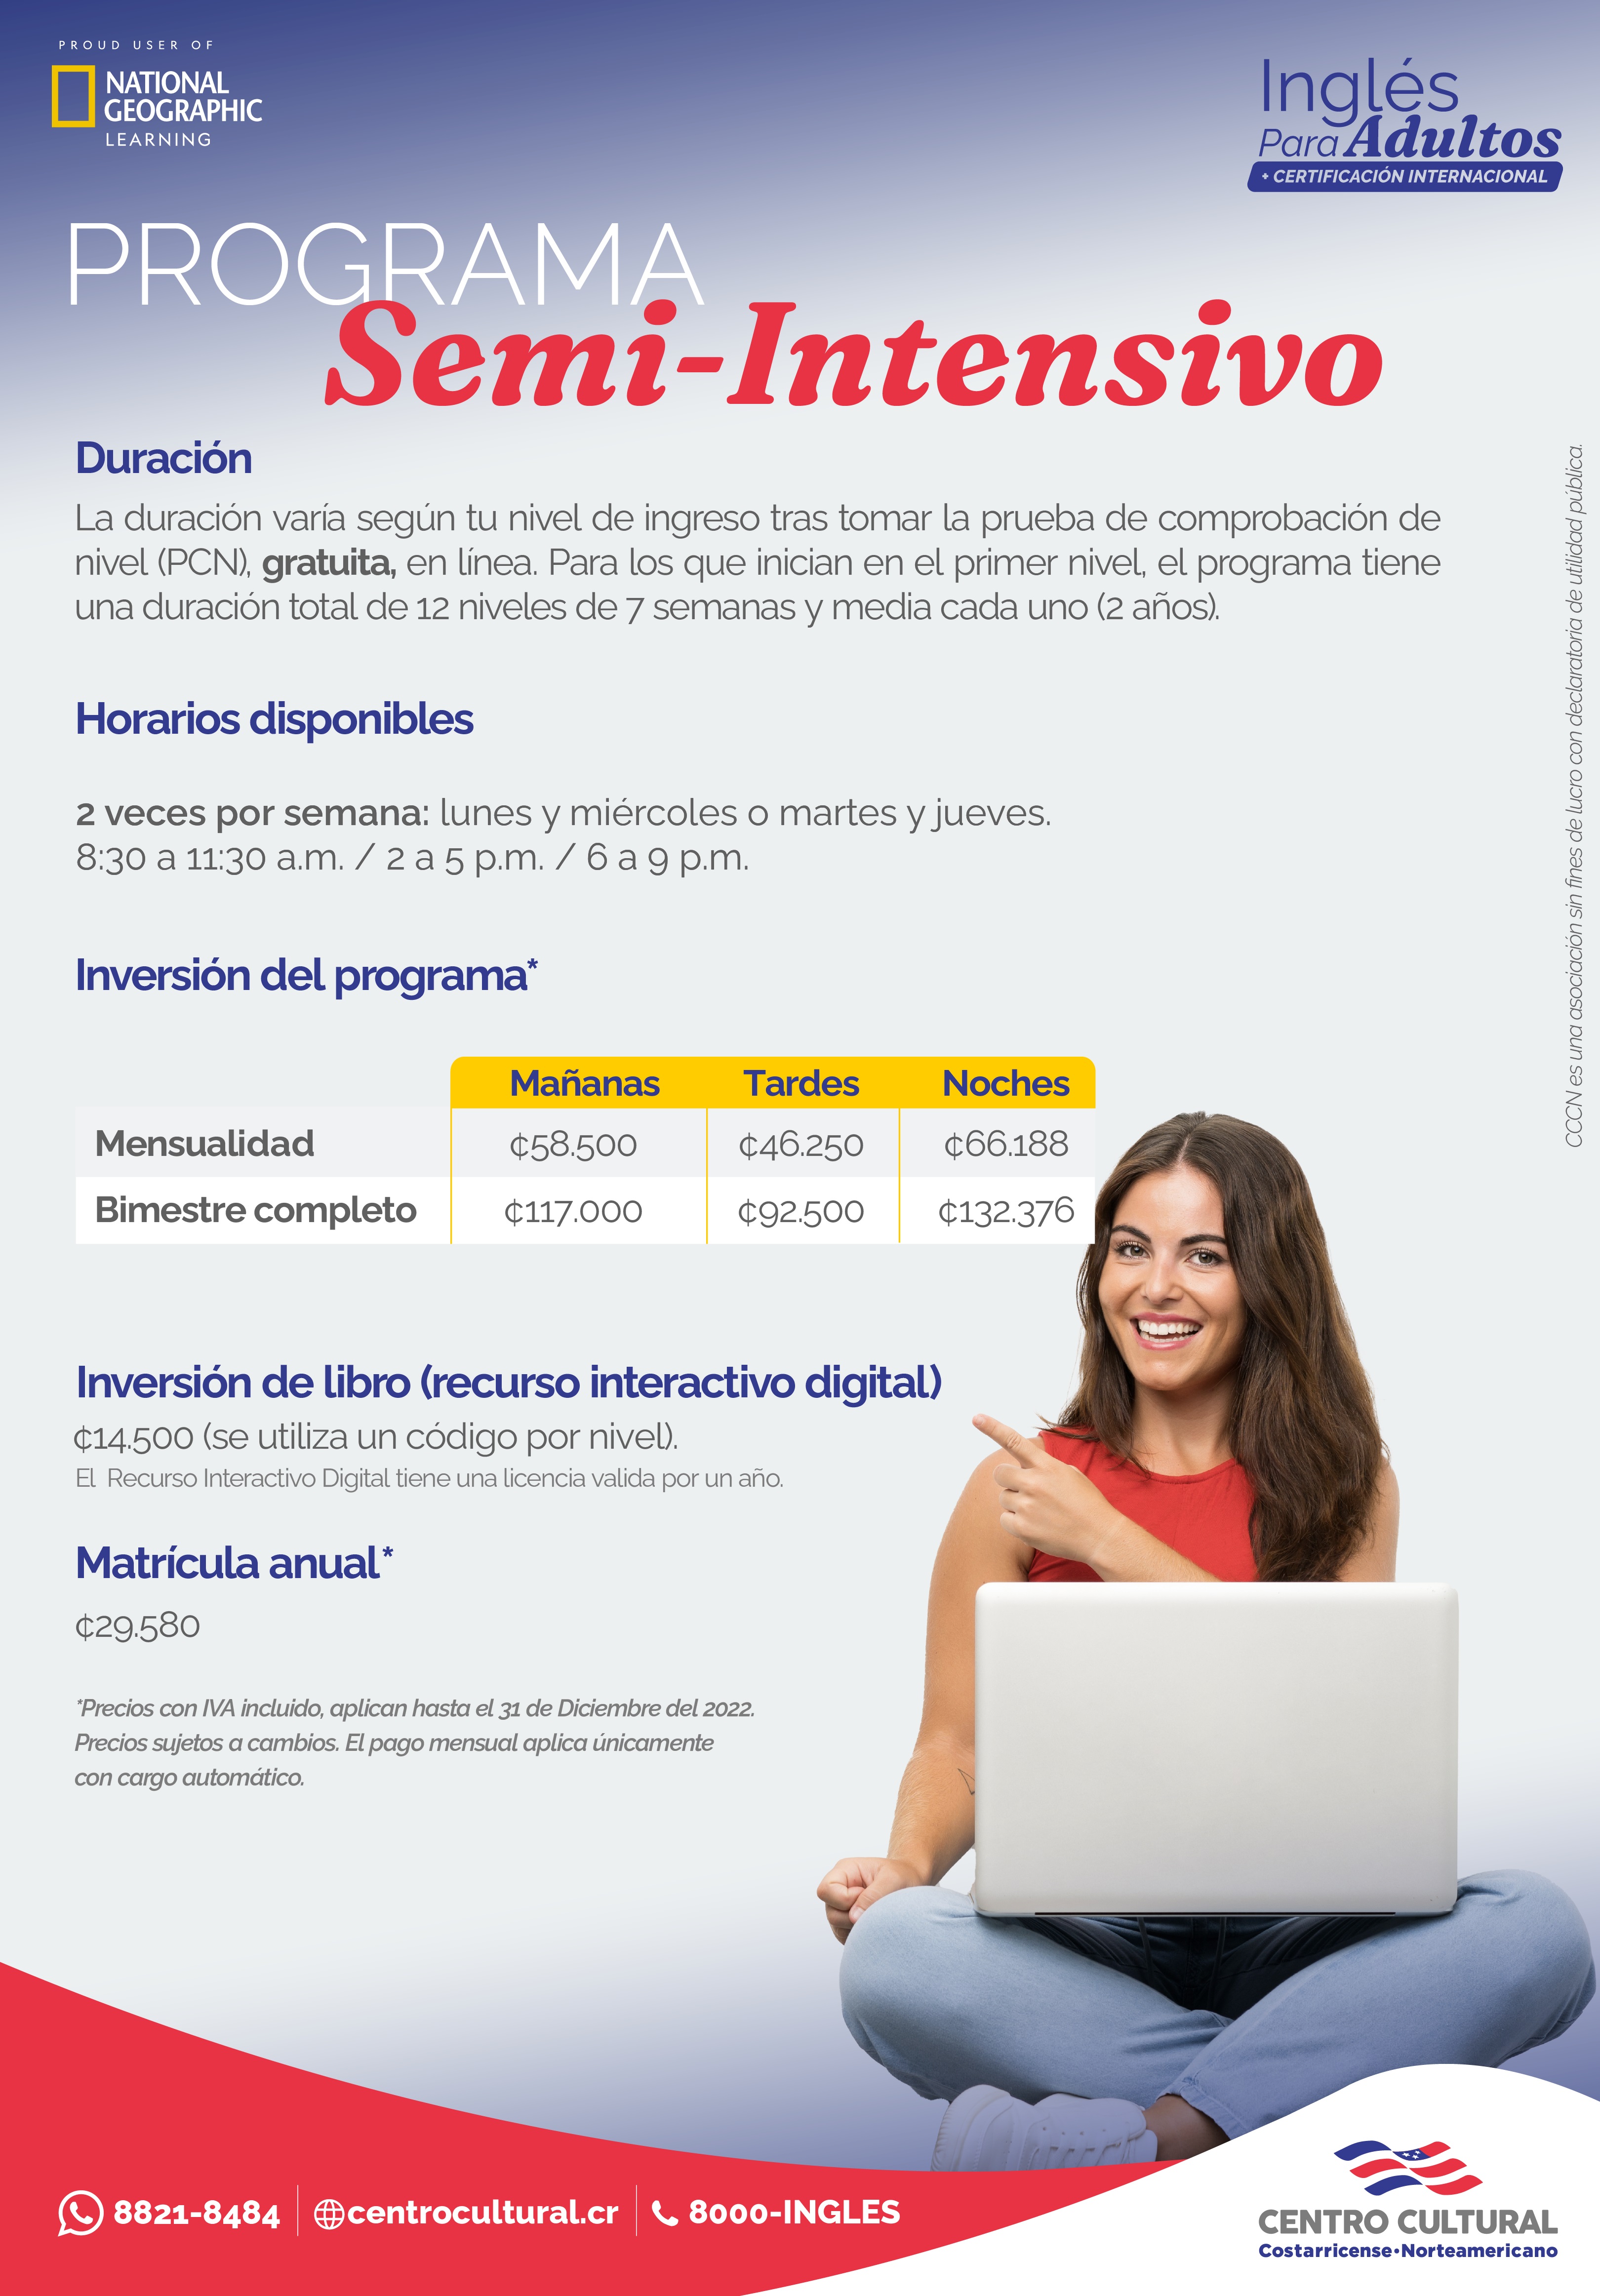 PROUD USER OF
NATIONAL
GEOGRAPHIC
LEARNING
Inglés
Para Adultos
+ CERTIFICACIÓN INTERNACIONAL
PROGRAMA
Semi-Intensivo
Duración
La duración varía según tu nivel de ingreso tras tomar la prueba de comprobación de
nivel (PCN), gratuita, en línea. Para los que inician en el primer nivel, el programa tiene
una duración total de 12 niveles de 7 semanas y media cada uno (2 años).
Horarios disponibles
2 veces por semana: lunes y miércoles o martes y jueves.
8:30 a 11:30 a.m. / 2 a 5 p.m. / 6 a 9 p.m.
Inversión del programa*
Mañanas Tardes Noches
Mensualidad ₡58.500 ₡46.250 ₡66.188
Bimestre completo ₡117.000 ₡92.500 ₡132.376
Inversión de libro (recurso interactivo digital)
₡14.500 (se utiliza un código por nivel).
El Recurso Interactivo Digital tiene una licencia valida por un año.
Matrícula anual*
₡29.580
*Precios con IVA incluido, aplican hasta el 31 de Diciembre del 2022.
Precios sujetos a cambios. El pago mensual aplica únicamente
con cargo automático.
CCCN es una asociación sin fines de lucro con declaratoria de utilidad pública.
8821-8484 centrocultural.cr 8000-INGLES
CENTRO CULTURAL
Costarricense•Norteamericano